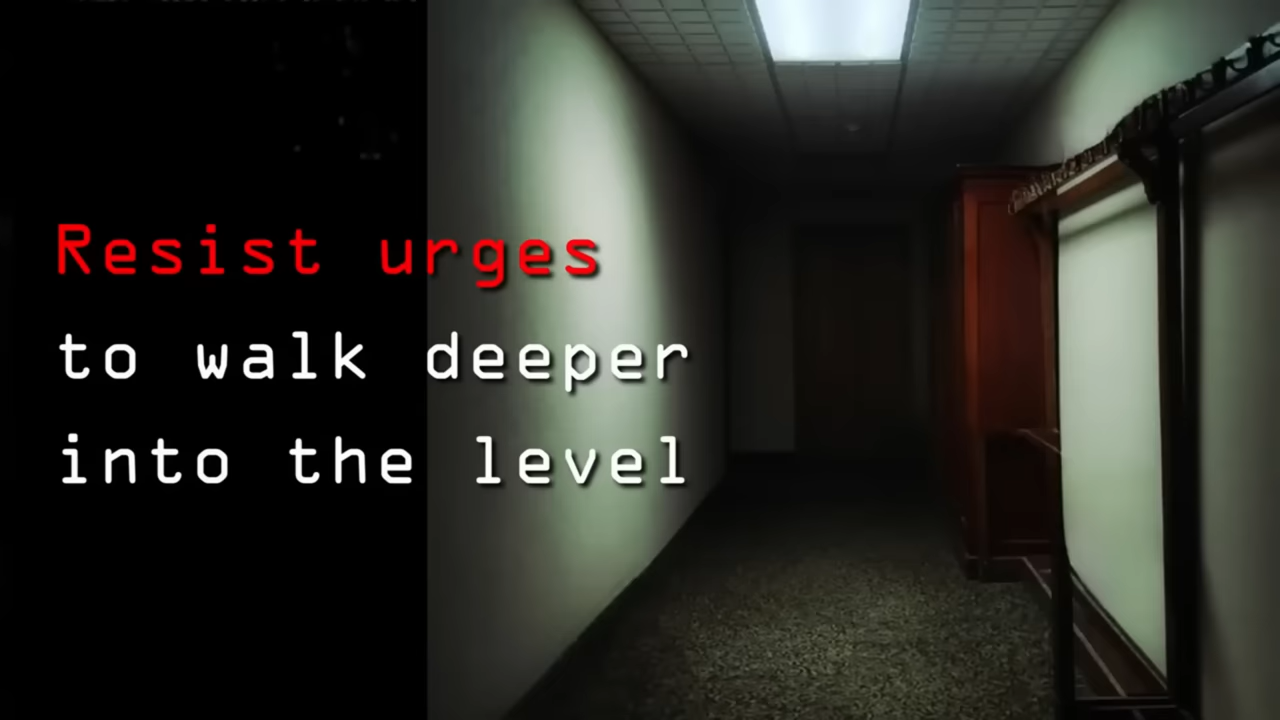 Resist urges
to walk deeper
into the level